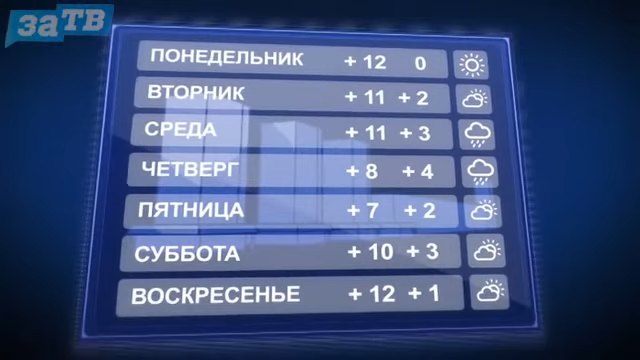 заТВ
ПОНЕДЕЛЬНИК +12 0
ВТОРНИК +11 +2
СРЕДА +11 +3
ЧЕТВЕРГ +8 +4
ПЯТНИЦА +7 +2
СУББОТА +10 +3
ВОСКРЕСЕНЬЕ +12 +1